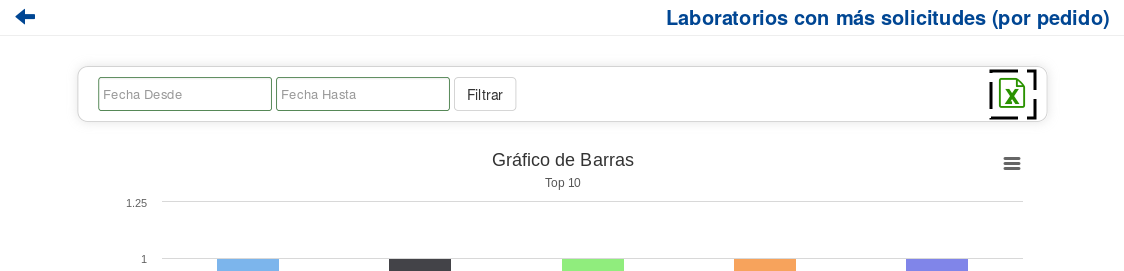 Laboratorios con más solicitudes (por pedido)
Fecha Desde
Fecha Hasta
Filtrar
Gráfico de Barras
Top 10
1.25
1